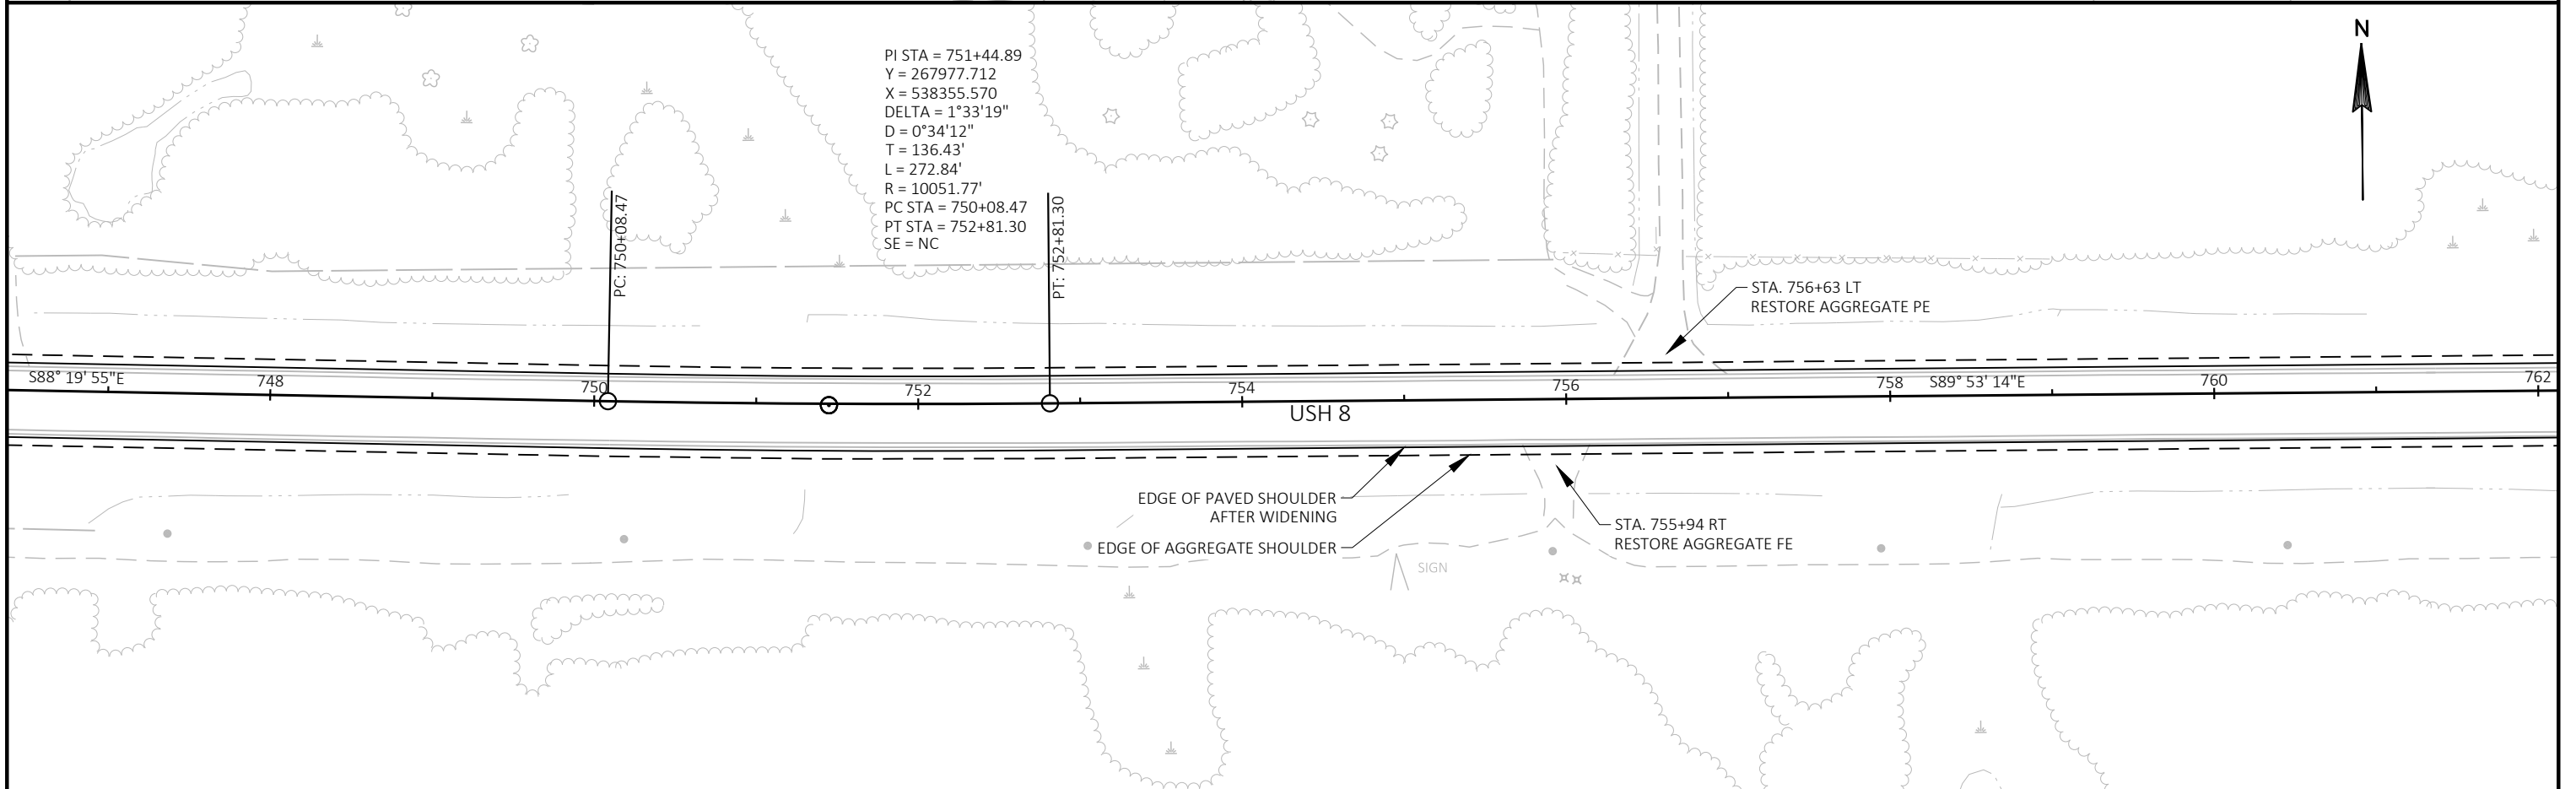 N
PI STA = 751+44.89
Y = 267977.712
X = 538355.570
DELTA = 1°33'19"
D = 0°34'12"
T = 136.43'
L = 272.84'
R = 10051.77'
PC STA = 750+08.47
PT STA = 752+81.30
SE = NC
PC: 750+08.47
PT: 752+81.30
STA. 756+63 LT
RESTORE AGGREGATE PE
S88° 19' 55"E
748
750
752
754
756
758
S89° 53' 14"E
760
762
USH 8
EDGE OF PAVED SHOULDER
AFTER WIDENING
EDGE OF AGGREGATE SHOULDER
STA. 755+94 RT
RESTORE AGGREGATE FE
SIGN